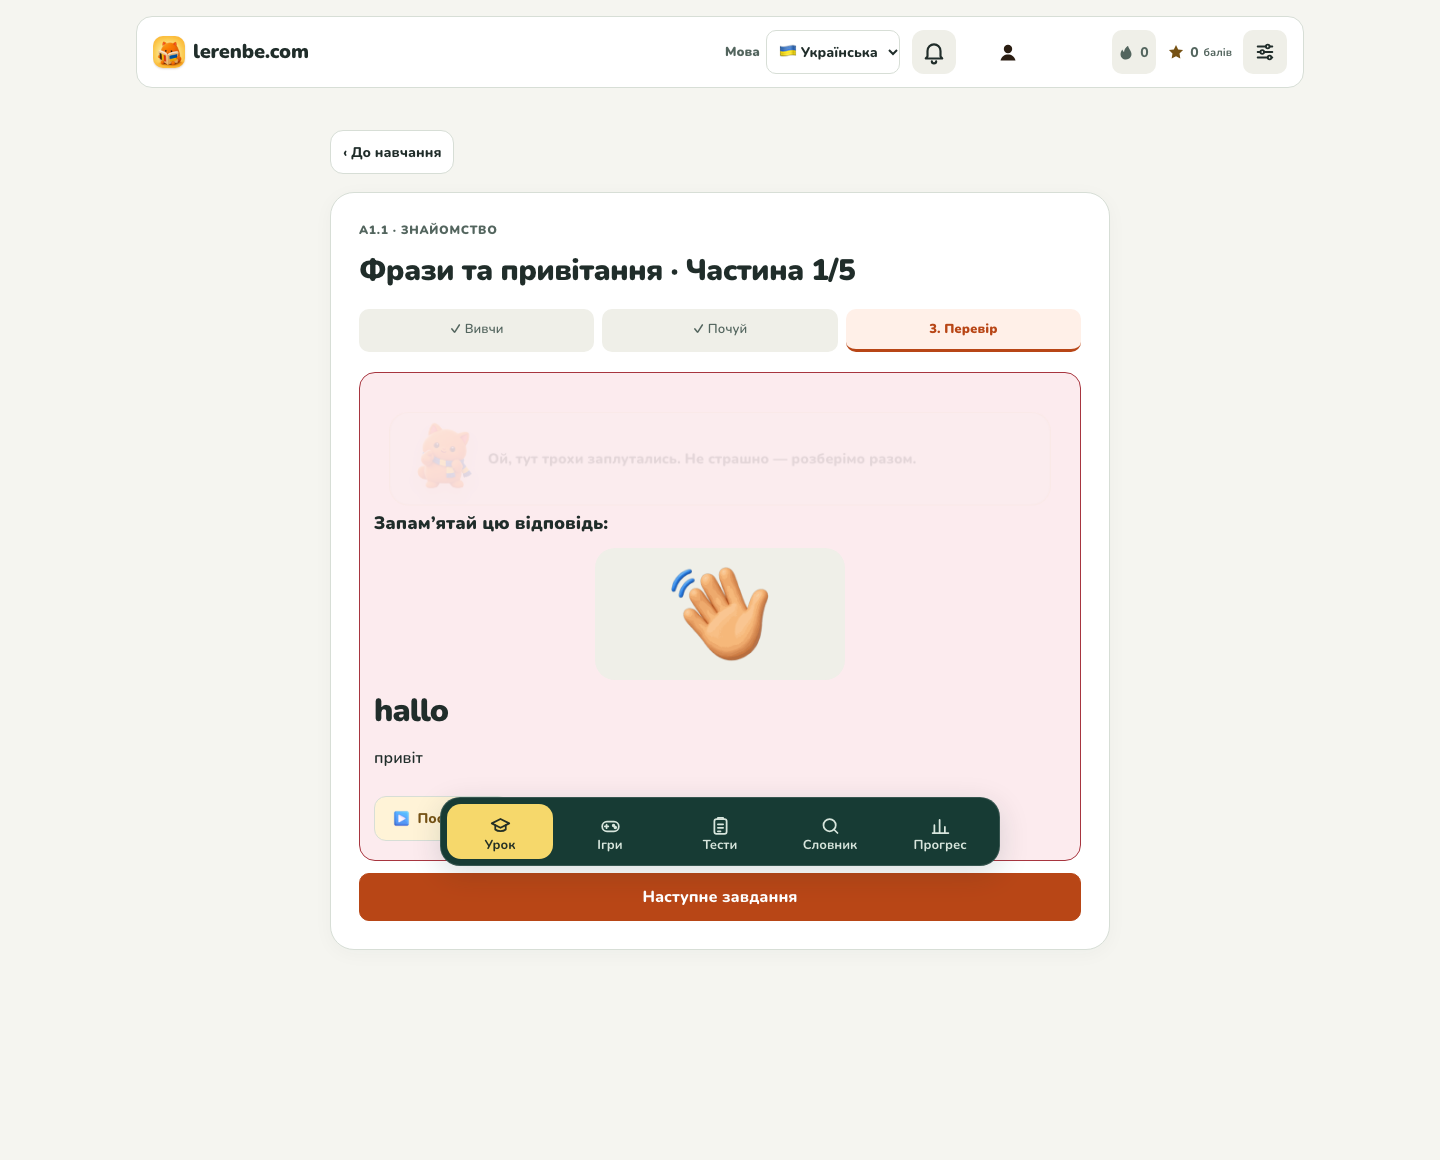 lerenbe.com
Мова
Українська
0
0 балів
‹ До навчання
A1.1 · ЗНАЙОМСТВО
Фрази та привітання · Частина 1/5
✓ Вивчи
✓ Почуй
3. Перевір
Ой, тут трохи заплутались. Не страшно — розберімо разом.
Запам’ятай цю відповідь:
hallo
привіт
Урок
Ігри
Тести
Словник
Прогрес
Наступне завдання